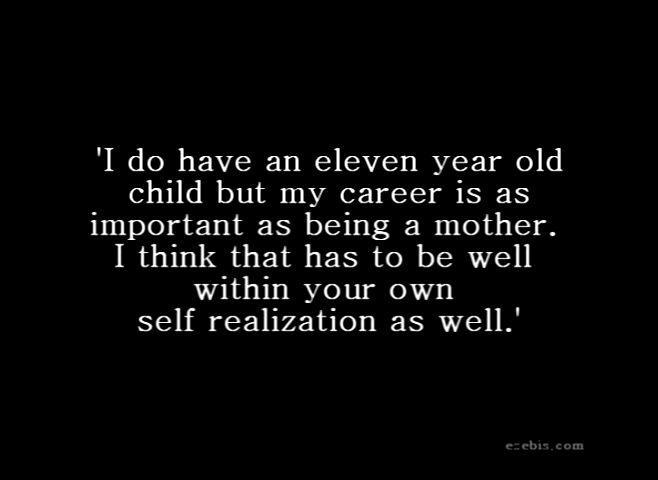 'I do have an eleven year old
child but my career is as
important as being a mother.
I think that has to be well
within your own
self realization as well.'
ezebis.com